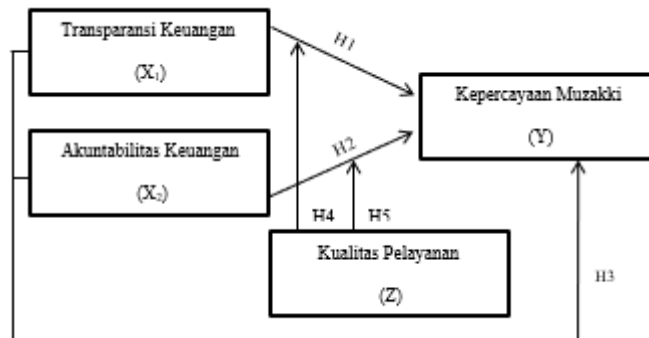 Transparansi Keuangan
(X₁)
H1
Kepercayaan Muzakki
(Y)
Akuntabilitas Keuangan
(X₂)
H2
H4
H5
Kualitas Pelayanan
(Z)
H3